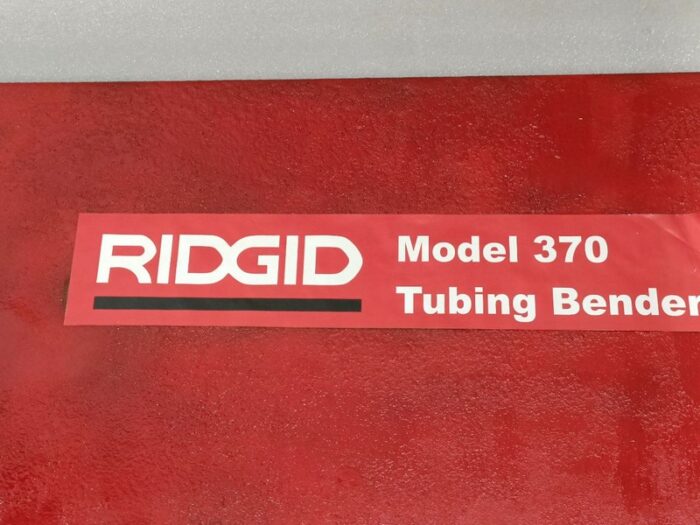 RIDGID
Model 370
Tubing Bender